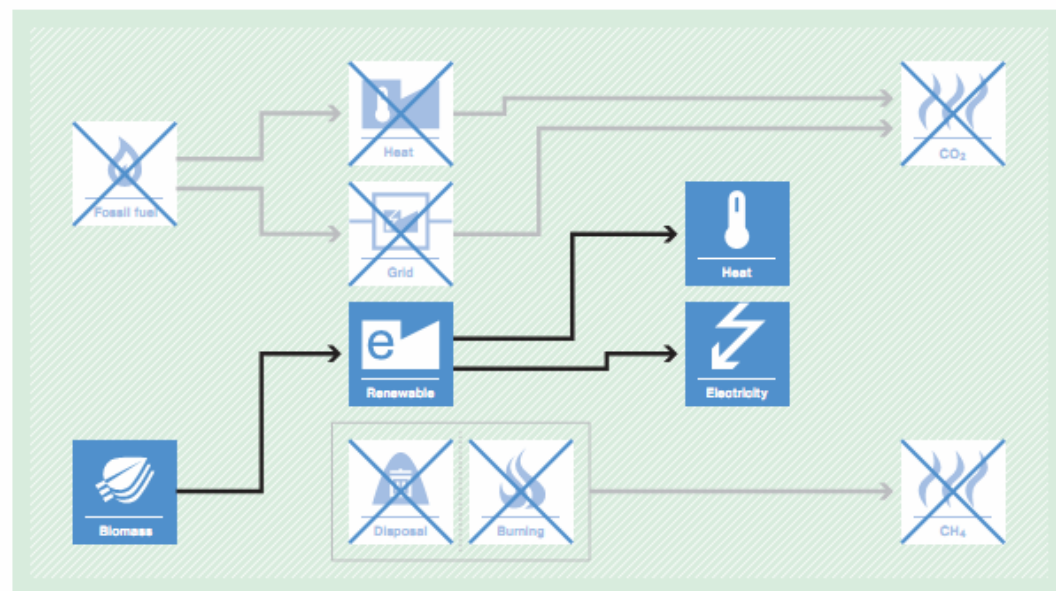 Heat
CO₂
Fossil fuel
Grid
Heat
e
Renewable
Electricity
Biomass
Disposal
Burning
CH₄